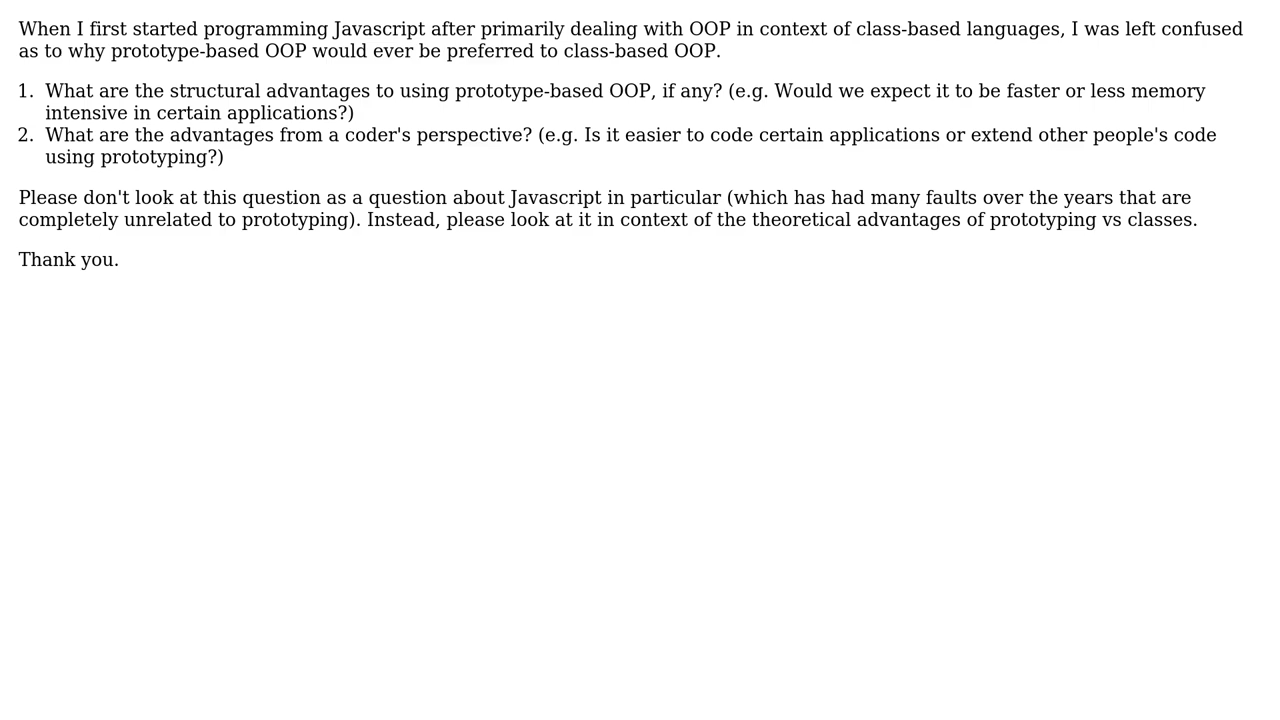 When I first started programming Javascript after primarily dealing with OOP in context of class-based languages, I was left confused
as to why prototype-based OOP would ever be preferred to class-based OOP.
1. What are the structural advantages to using prototype-based OOP, if any? (e.g. Would we expect it to be faster or less memory
intensive in certain applications?)
2. What are the advantages from a coder's perspective? (e.g. Is it easier to code certain applications or extend other people's code
using prototyping?)
Please don't look at this question as a question about Javascript in particular (which has had many faults over the years that are
completely unrelated to prototyping). Instead, please look at it in context of the theoretical advantages of prototyping vs classes.
Thank you.